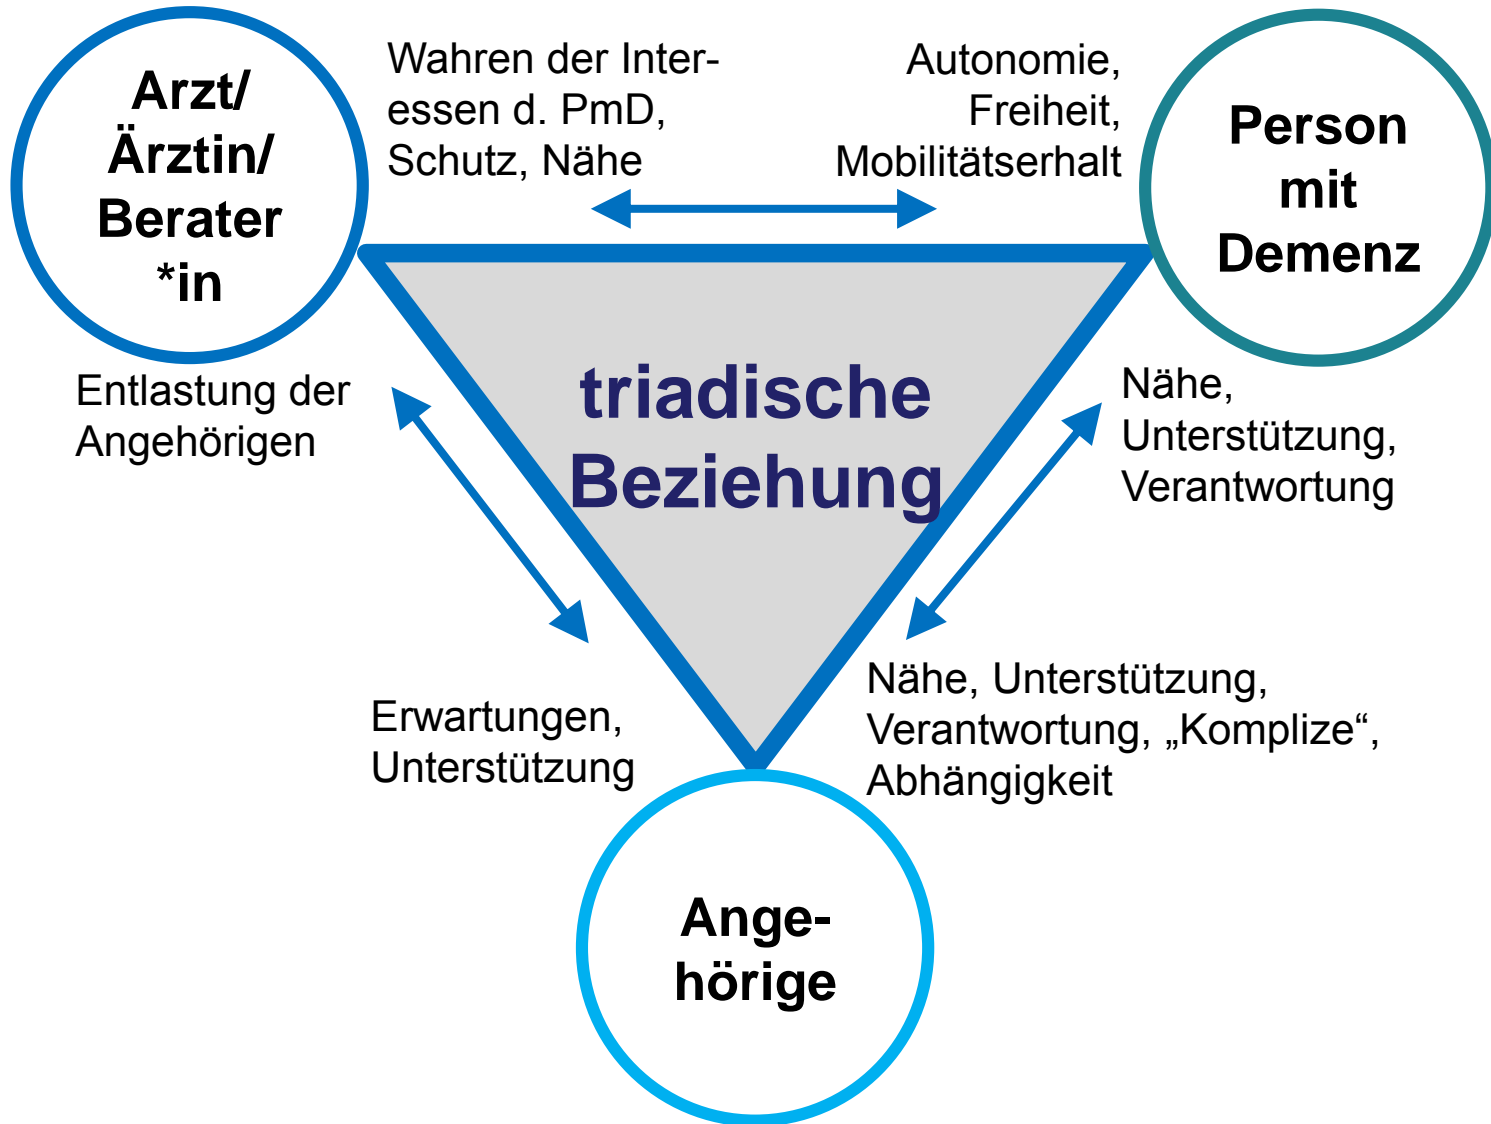 Arzt/
Ärztin/
Berater
*in
Wahren der Inter-
essen d. PmD,
Schutz, Nähe
Autonomie,
Freiheit,
Mobilitätserhalt
Person
mit
Demenz
triadische
Beziehung
Entlastung der
Angehörigen
Nähe,
Unterstützung,
Verantwortung
Erwartungen,
Unterstützung
Nähe, Unterstützung,
Verantwortung, „Komplize“,
Abhängigkeit
Ange-
hörige